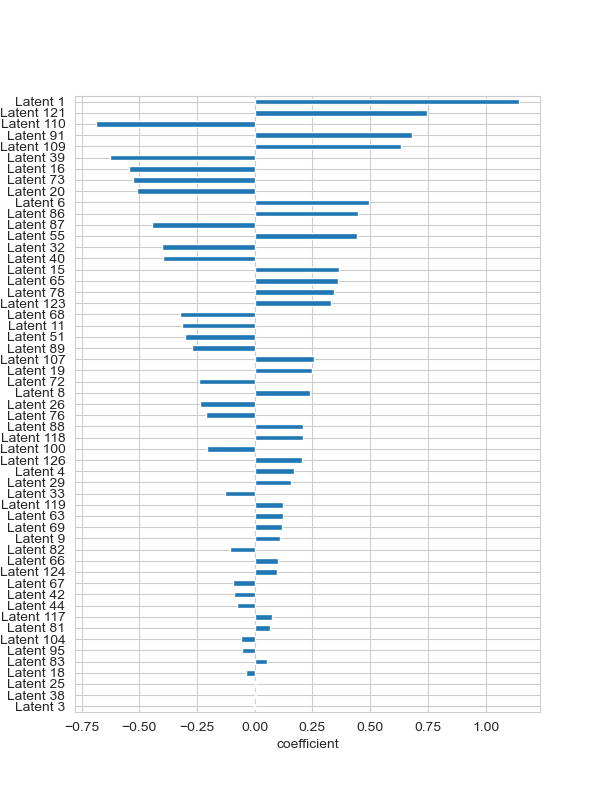 Latent 1
Latent 121
Latent 110
Latent 91
Latent 109
Latent 39
Latent 16
Latent 73
Latent 20
Latent 6
Latent 86
Latent 87
Latent 55
Latent 32
Latent 40
Latent 15
Latent 65
Latent 78
Latent 123
Latent 68
Latent 11
Latent 51
Latent 89
Latent 107
Latent 19
Latent 72
Latent 8
Latent 26
Latent 76
Latent 88
Latent 118
Latent 100
Latent 126
Latent 4
Latent 29
Latent 33
Latent 119
Latent 63
Latent 69
Latent 9
Latent 82
Latent 66
Latent 124
Latent 67
Latent 42
Latent 44
Latent 117
Latent 81
Latent 104
Latent 95
Latent 83
Latent 18
Latent 25
Latent 38
Latent 3
−0.75 −0.50 −0.25 0.00 0.25 0.50 0.75 1.00
coefficient